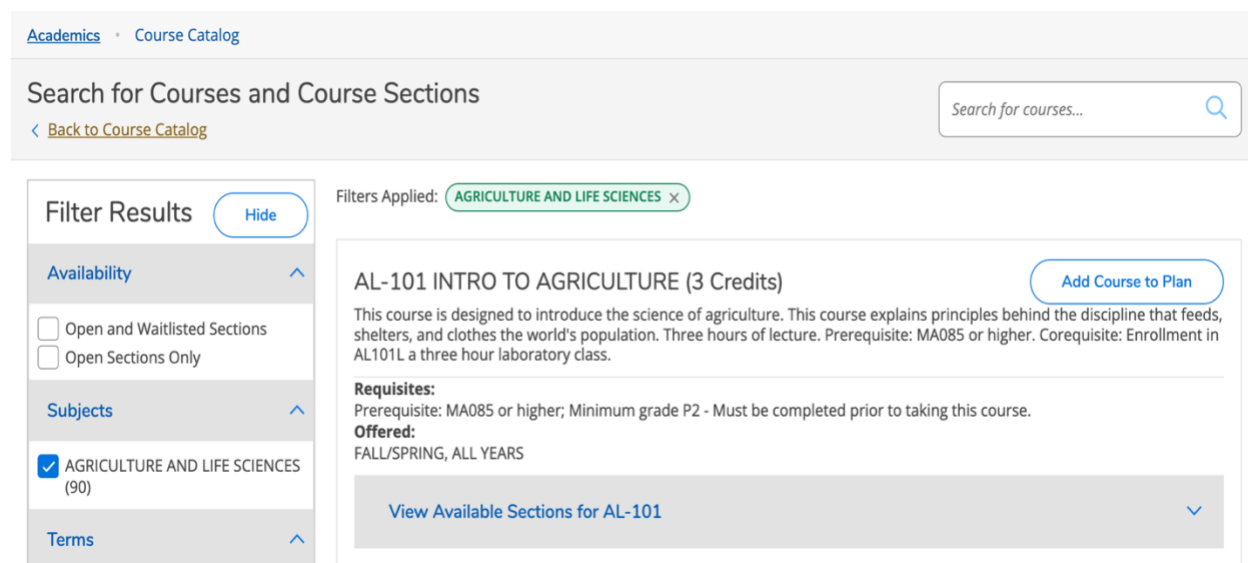 Academics • Course Catalog
Search for Courses and Course Sections
< Back to Course Catalog
Search for courses...
Filter Results
Hide
Availability
Open and Waitlisted Sections
Open Sections Only
Subjects
AGRICULTURE AND LIFE SCIENCES
(90)
Terms
Filters Applied: AGRICULTURE AND LIFE SCIENCES ×
AL-101 INTRO TO AGRICULTURE (3 Credits)
Add Course to Plan
This course is designed to introduce the science of agriculture. This course explains principles behind the discipline that feeds,
shelters, and clothes the world's population. Three hours of lecture. Prerequisite: MA085 or higher. Corequisite: Enrollment in
AL101L a three hour laboratory class.
Requisites:
Prerequisite: MA085 or higher; Minimum grade P2 - Must be completed prior to taking this course.
Offered:
FALL/SPRING, ALL YEARS
View Available Sections for AL-101